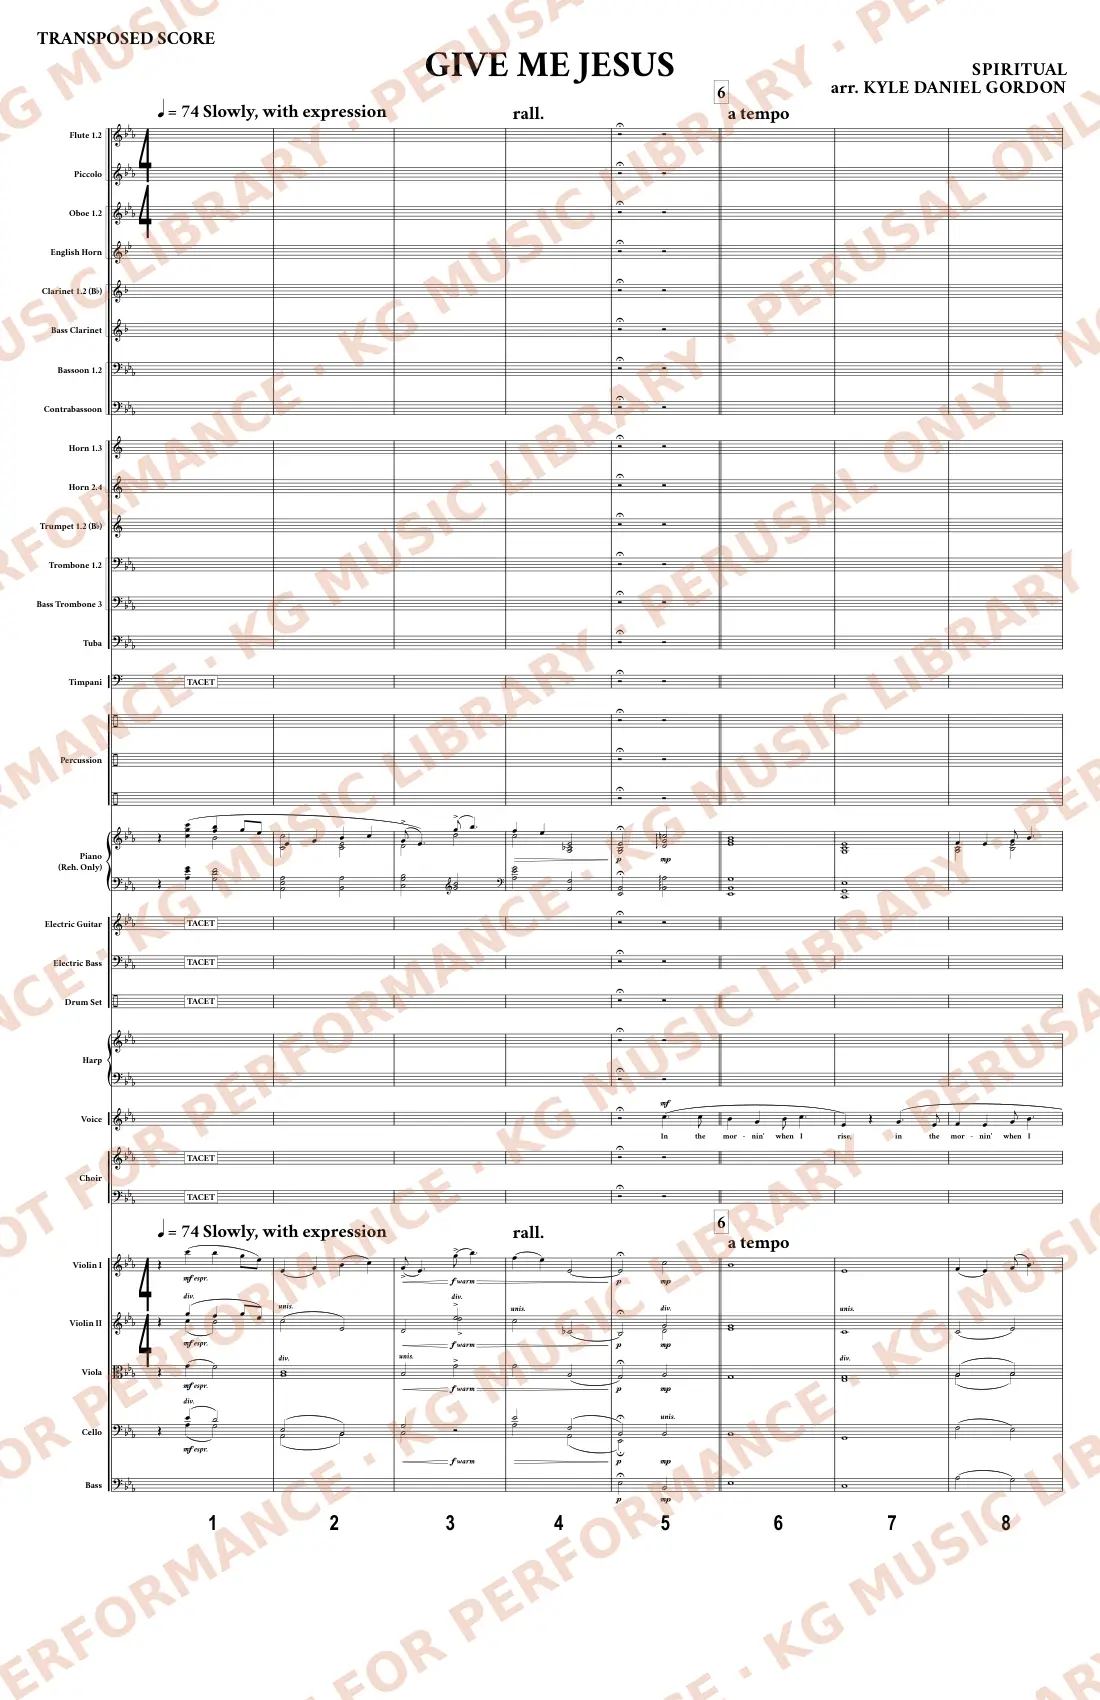 TRANSPOSED SCORE
GIVE ME JESUS
SPIRITUAL
arr. KYLE DANIEL GORDON
6
= 74 Slowly, with expression rall. a tempo
Flute 1.2
Piccolo
Oboe 1.2
English Horn
Clarinet 1.2 (B♭)
Bass Clarinet
Bassoon 1.2
Contrabassoon
Horn 1.3
Horn 2.4
Trumpet 1.2 (B♭)
Trombone 1.2
Bass Trombone 3
Tuba
Timpani TACET
Percussion
Piano
(Reh. Only)
p mp
Electric Guitar TACET
Electric Bass TACET
Drum Set TACET
Harp
mf
Voice
In the mor - nin' when I rise, in the mor - nin' when I
TACET
Choir
TACET
6
= 74 Slowly, with expression rall. a tempo
Violin I
mf espr. f warm p mp
div. unis. div. unis. div. unis.
Violin II
mf espr. f warm p mp
div. unis. div.
Viola
mf espr. f warm p mp
div. unis.
Cello
mf espr. f warm p mp
Bass
p mp
1 2 3 4 5 6 7 8
KG MUSIC LIBRARY · PERUSAL ONLY · NOT FOR PERFORMANCE